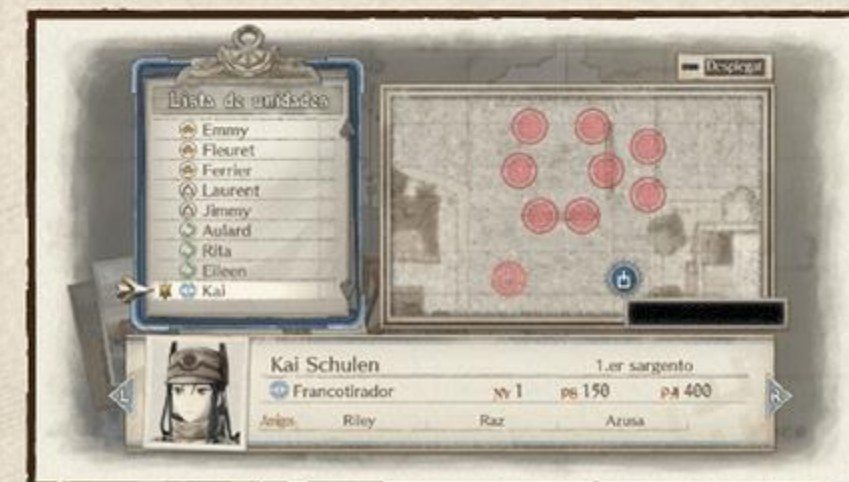 Desplegar
Lista de unidades
Emmy
Fleuret
Ferrier
Laurent
Jimmy
Aulard
Rita
Eileen
Kai
Kai Schulen 1.er sargento
Francotirador NV 1 PS 150 P.A 400
Amigos Riley Raz Azusa
L R